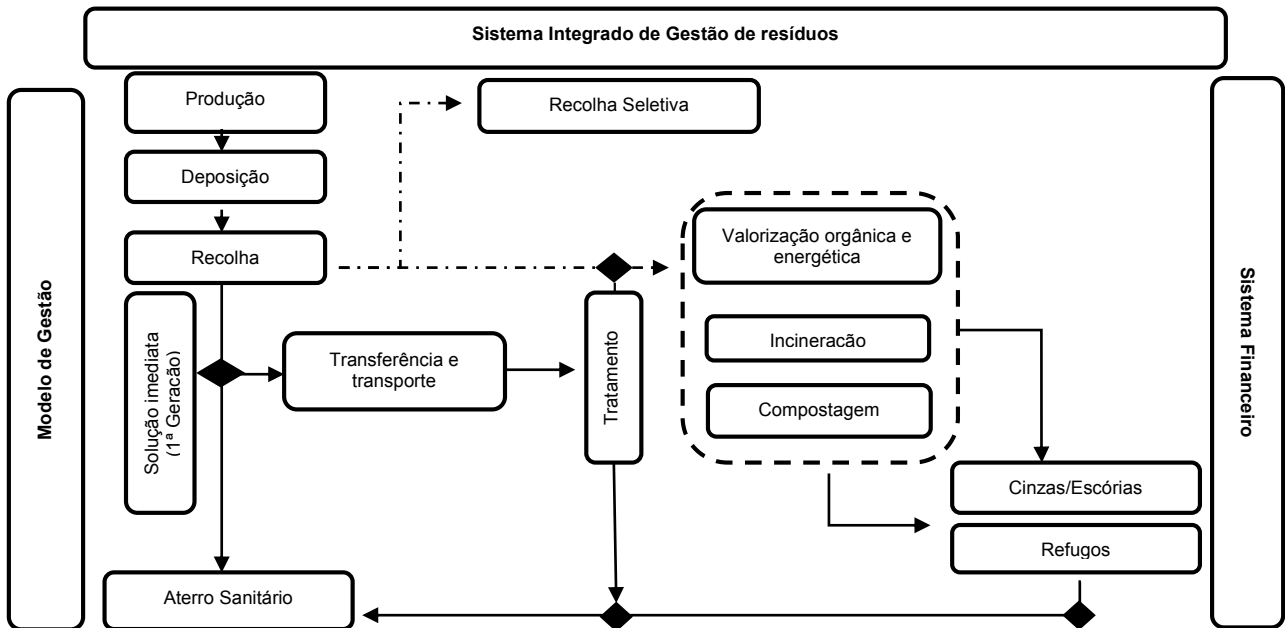 Sistema Integrado de Gestão de resíduos
Modelo de Gestão
Produção
Recolha Seletiva
Deposição
Recolha
Valorização orgânica e
energética
Solução imediata
(1ª Geracão)
Transferência e
transporte
Tratamento
Incineracão
Compostagem
Sistema Financeiro
Cinzas/Escórias
Refugos
Aterro Sanitário